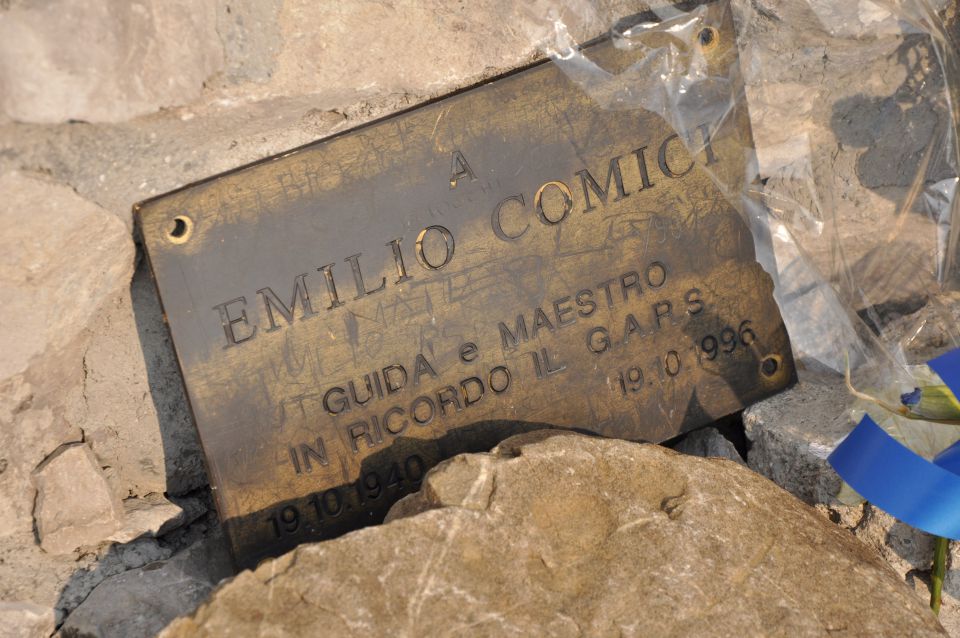 A
EMILIO COMICI
GUIDA e MAESTRO
IN RICORDO IL G.A.R.S
19.10.1940 19.10.1996